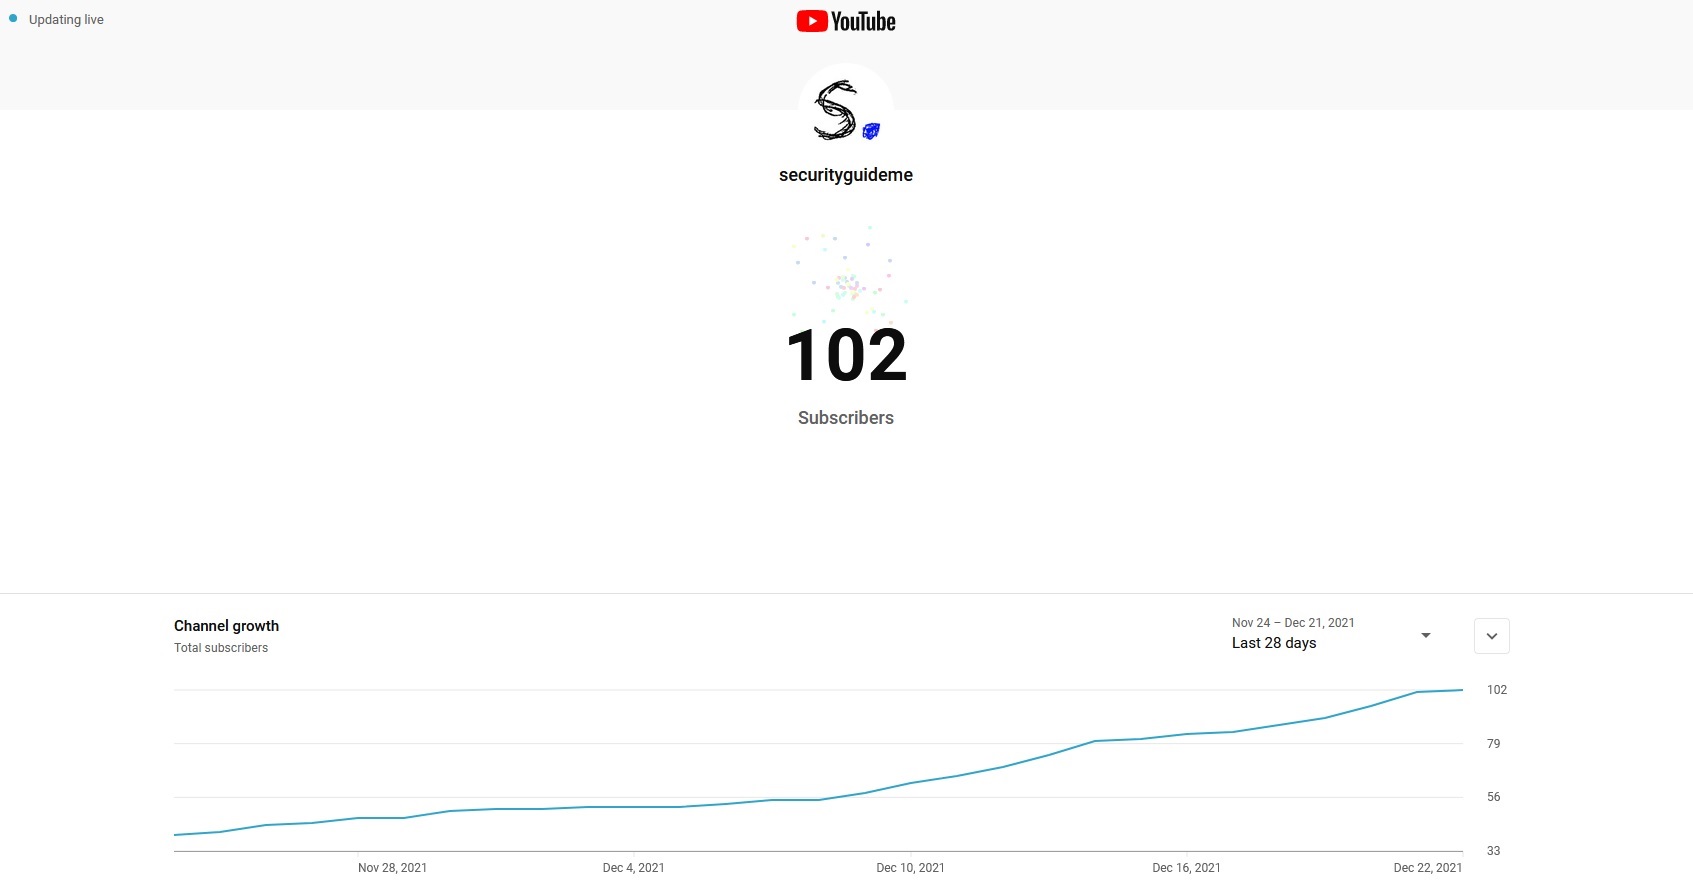 Updating live
YouTube
S.
securityguideme
102
Subscribers
Channel growth
Total subscribers
Nov 24 – Dec 21, 2021
Last 28 days
102
79
56
33
Nov 28, 2021
Dec 4, 2021
Dec 10, 2021
Dec 16, 2021
Dec 22, 2021